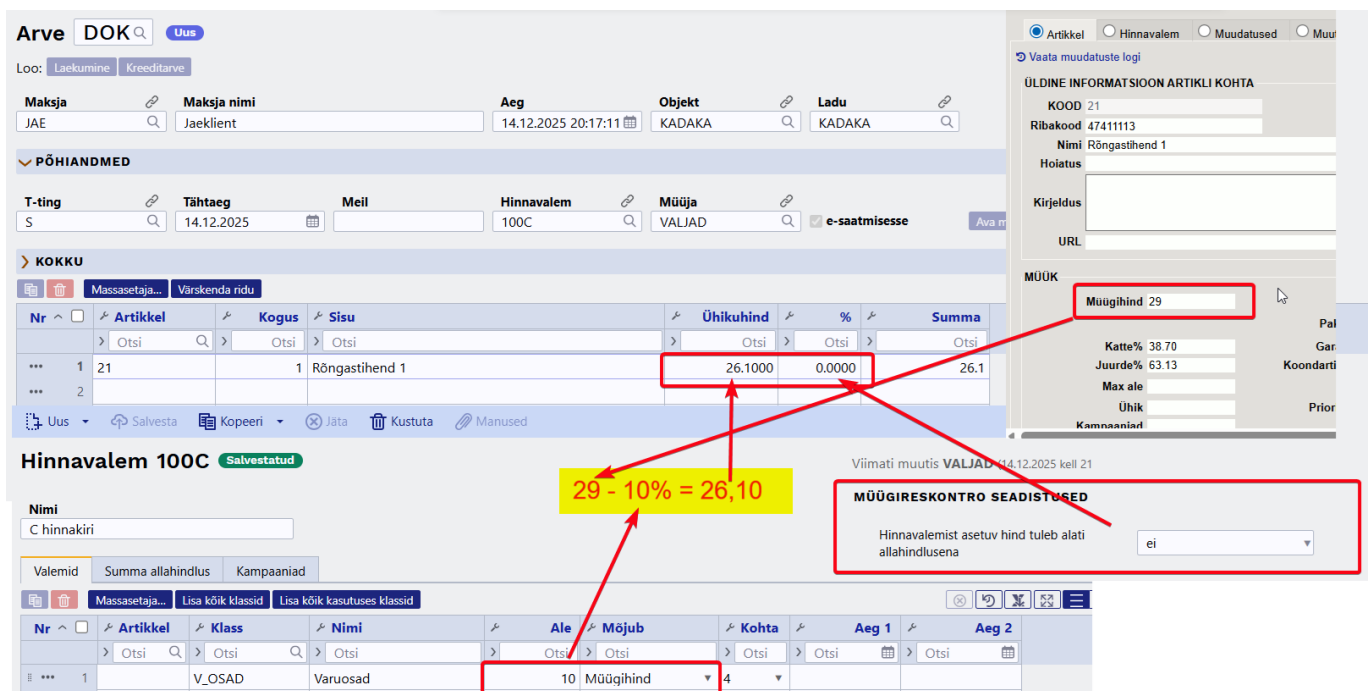 Arve DOK Uus
Loo: Laekumine Kreeditarve
Maksja Maksja nimi Aeg Objekt Ladu
JAE Jaeklient 14.12.2025 20:17:11 KADAKA KADAKA
PÕHIANDMED
T-ting Tähtaeg Meil Hinnavalem Müüja
S 14.12.2025 100C VALJAD e-saatmisesse Ava m
KOKKU
Massasetaja... Värskenda ridu
Nr Artikkel Kogus Sisu Ühikuhind % Summa
Otsi Otsi Otsi Otsi Otsi Otsi
1 21 1 Rõngastihend 1 26.1000 0.0000 26.1
2
Uus Salvesta Kopeeri Jäta Kustuta Manused
Artikkel Hinnavalem Muudatused Muut
Vaata muudatuste logi
ÜLDINE INFORMATSIOON ARTIKLI KOHTA
KOOD 21
Ribakood 47411113
Nimi Rõngastihend 1
Hoiatus
Kirjeldus
URL
MÜÜK
Müügihind 29
Pak
Katte% 38.70 Gara
Juurde% 63.13 Koondarti
Max ale
Ühik Prior
Kampaaniad
Hinnavalem 100C Salvestatud
Viimati muutis VALJAD (14.12.2025 kell 21
29 - 10% = 26,10
MÜÜGIRESKONTRO SEADISTUSED
Hinnavalemist asetuv hind tuleb alati
allahindlusena
ei
Nimi
C hinnakiri
Valemid Summa allahindlus Kampaaniad
Massasetaja... Lisa kõik klassid Lisa kõik kasutuses klassid
Nr Artikkel Klass Nimi Ale Mõjub Kohta Aeg 1 Aeg 2
Otsi Otsi Otsi Otsi Otsi Otsi Otsi Otsi
1 V_OSAD Varuosad 10 Müügihind 4